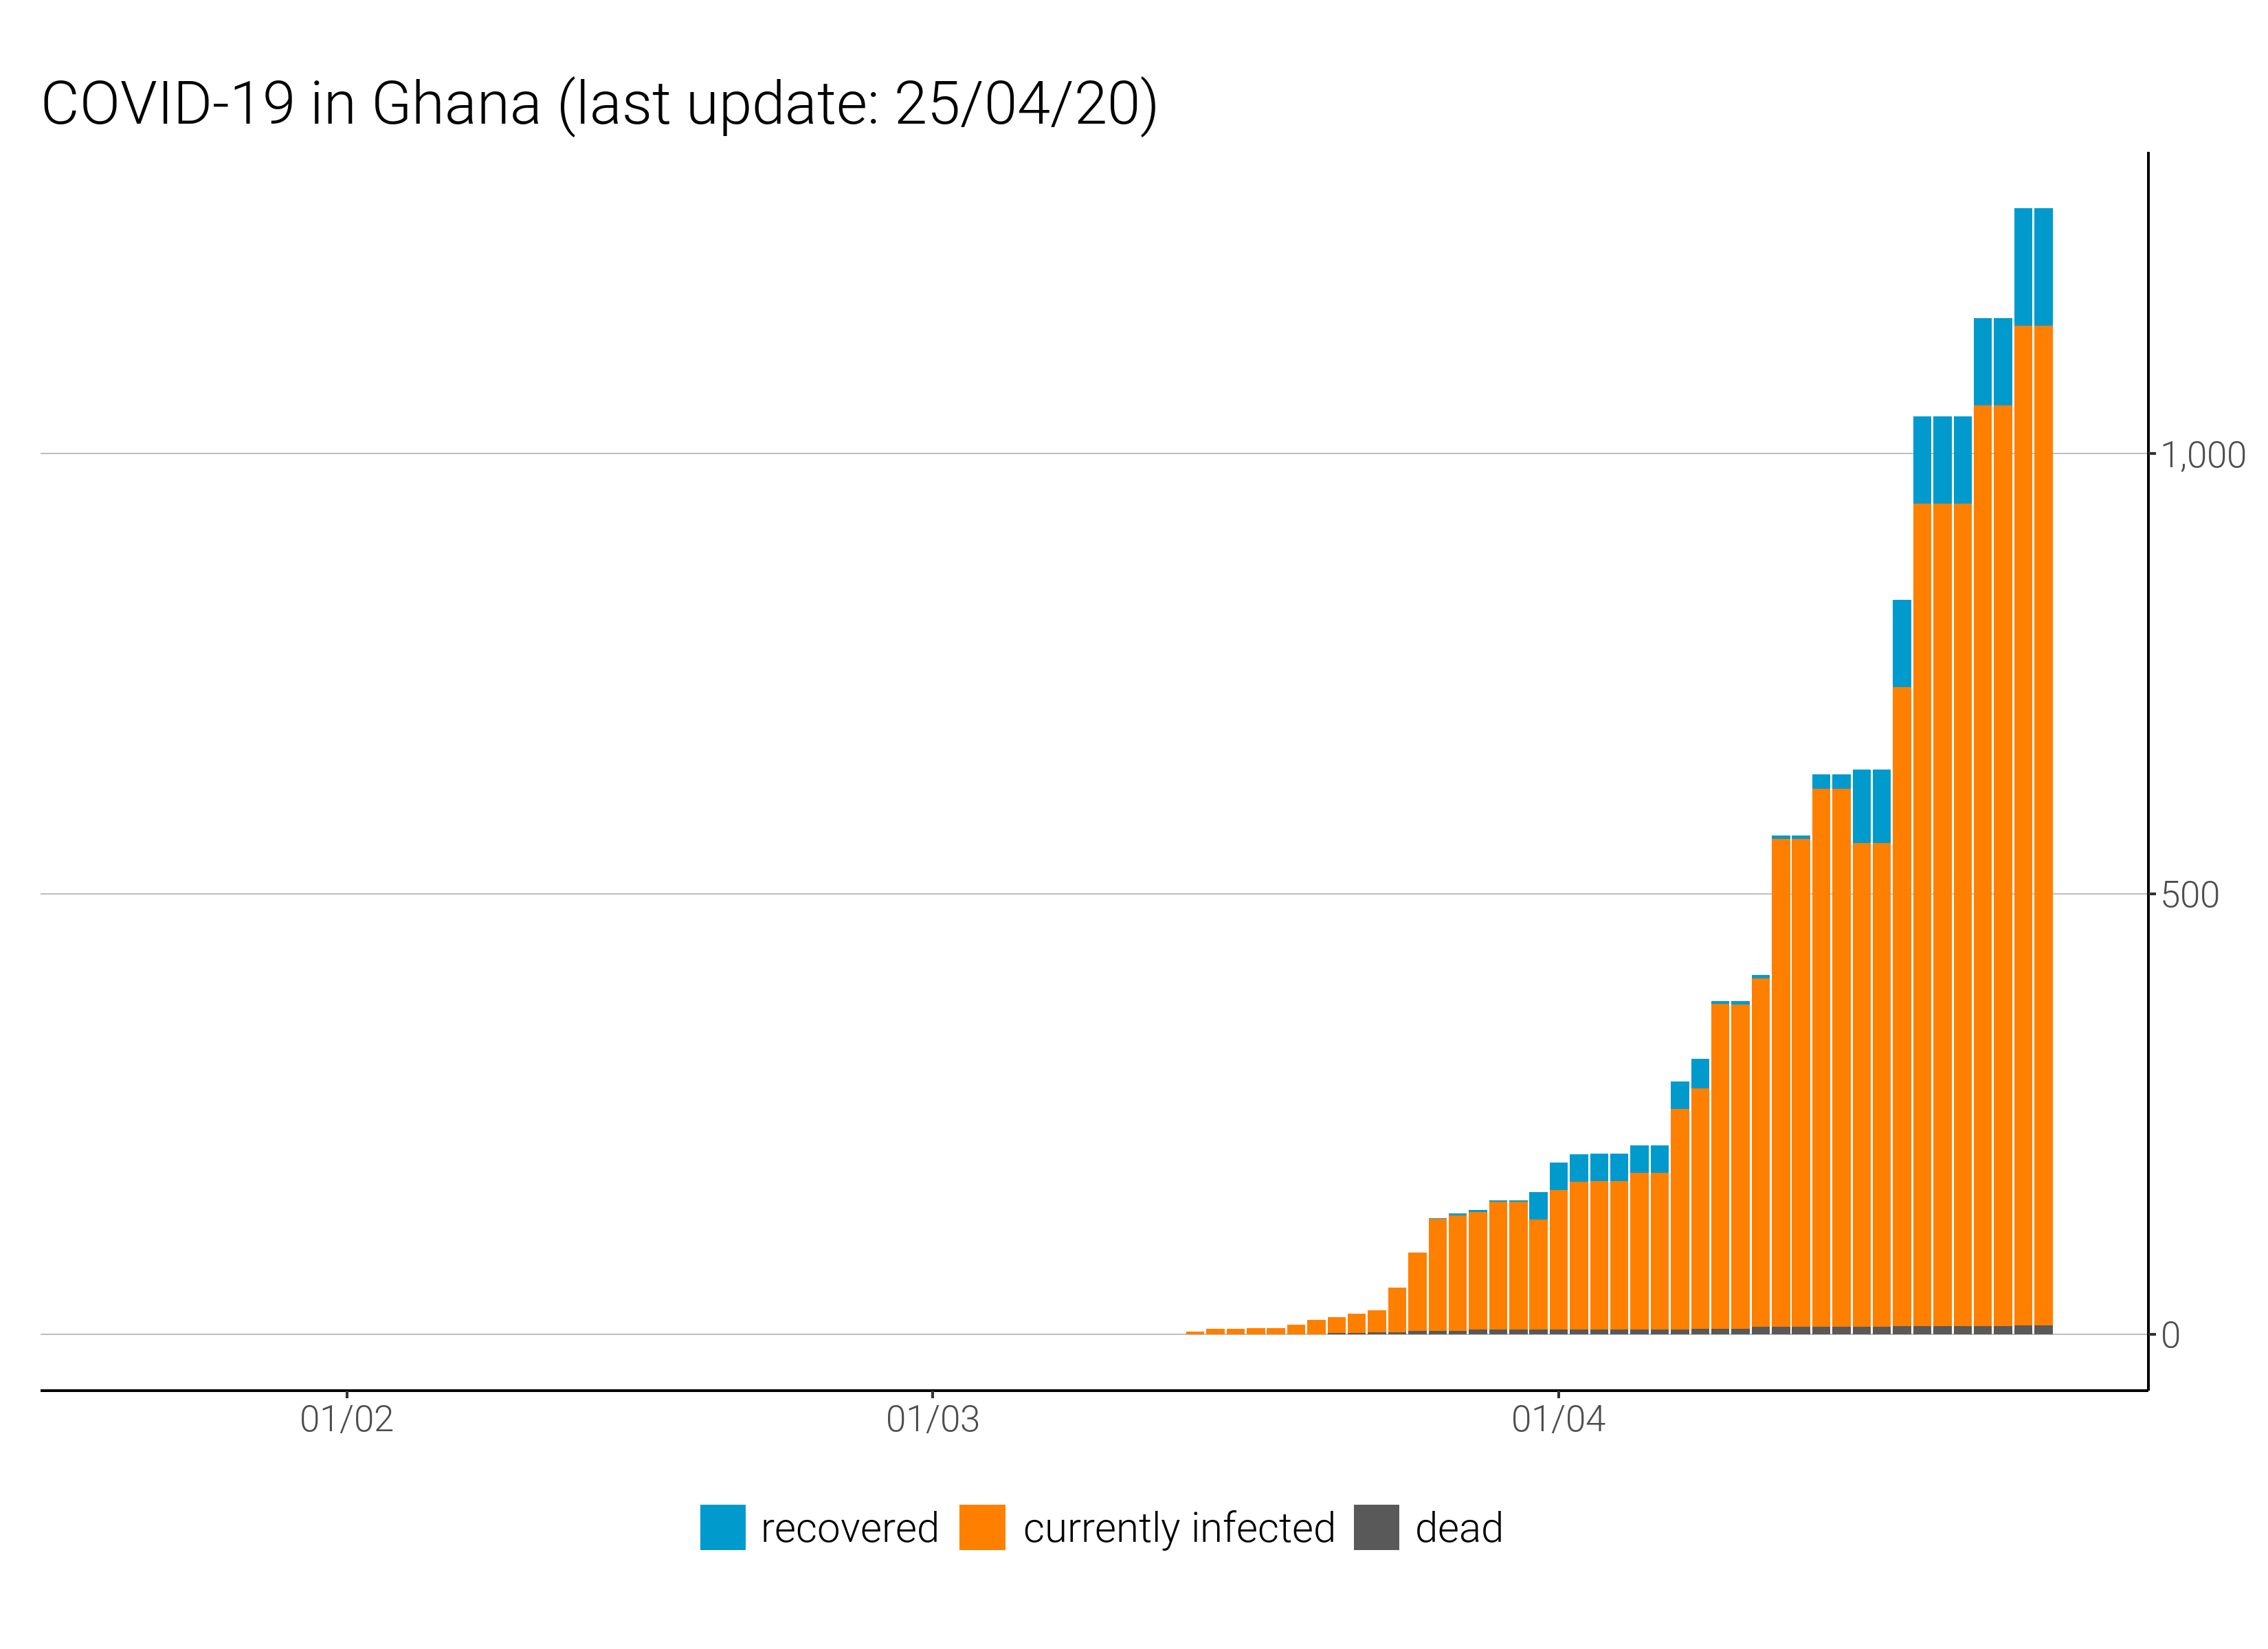 COVID-19 in Ghana (last update: 25/04/20)
1,000
500
0
01/02 01/03 01/04
recovered currently infected dead